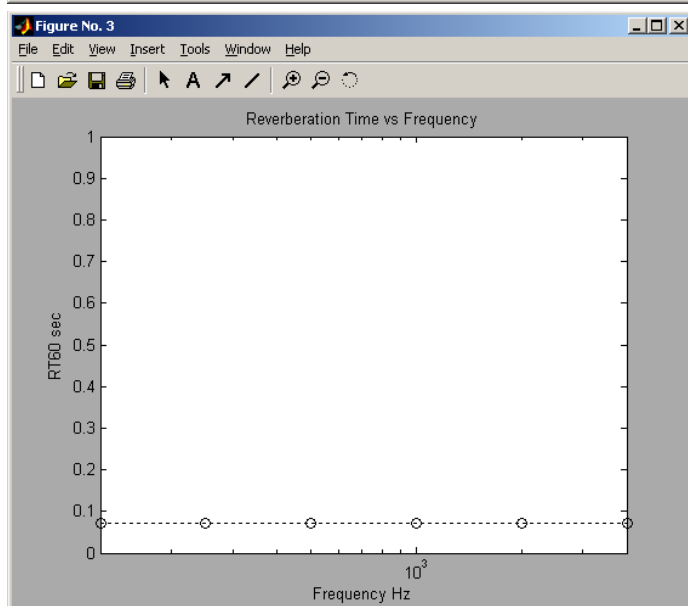 Figure No. 3
File Edit View Insert Tools Window Help
A
Reverberation Time vs Frequency
1
0.9
0.8
0.7
0.6
0.5
0.4
0.3
0.2
0.1
0
RT60 sec
10^3
Frequency Hz